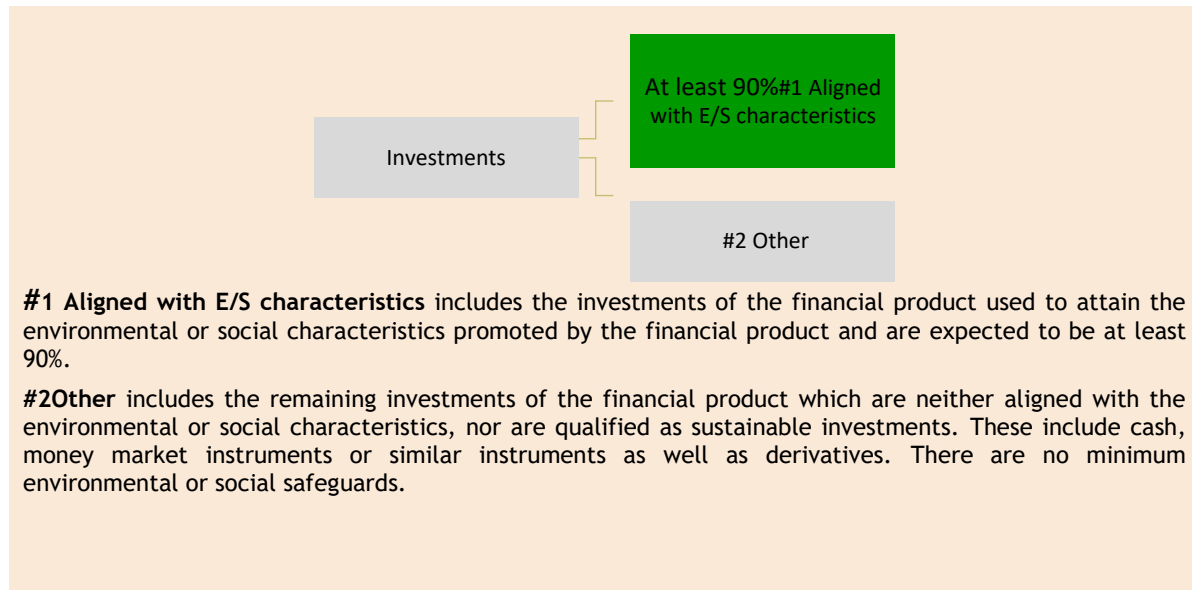 At least 90%#1 Aligned
with E/S characteristics
Investments
#2 Other
#1 Aligned with E/S characteristics includes the investments of the financial product used to attain the
environmental or social characteristics promoted by the financial product and are expected to be at least
90%.
#2Other includes the remaining investments of the financial product which are neither aligned with the
environmental or social characteristics, nor are qualified as sustainable investments. These include cash,
money market instruments or similar instruments as well as derivatives. There are no minimum
environmental or social safeguards.